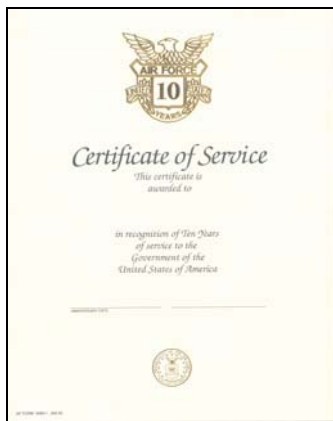 AIR FORCE
10
YEARS
Certificate of Service
This certificate is
awarded to
in recognition of Ten Years
of service to the
Government of the
United States of America